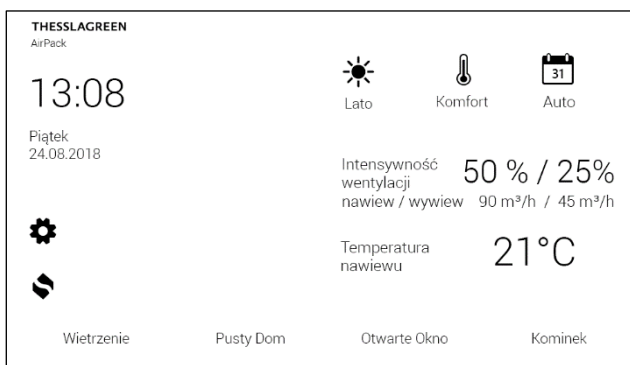 THESSLAGREEN
AirPack
13:08
Piątek
24.08.2018
31
Lato Komfort Auto
Intensywność
wentylacji
nawiew / wywiew
50 % / 25%
90 m³/h / 45 m³/h
Temperatura
nawiewu
21°C
Wietrzenie Pusty Dom Otwarte Okno Kominek